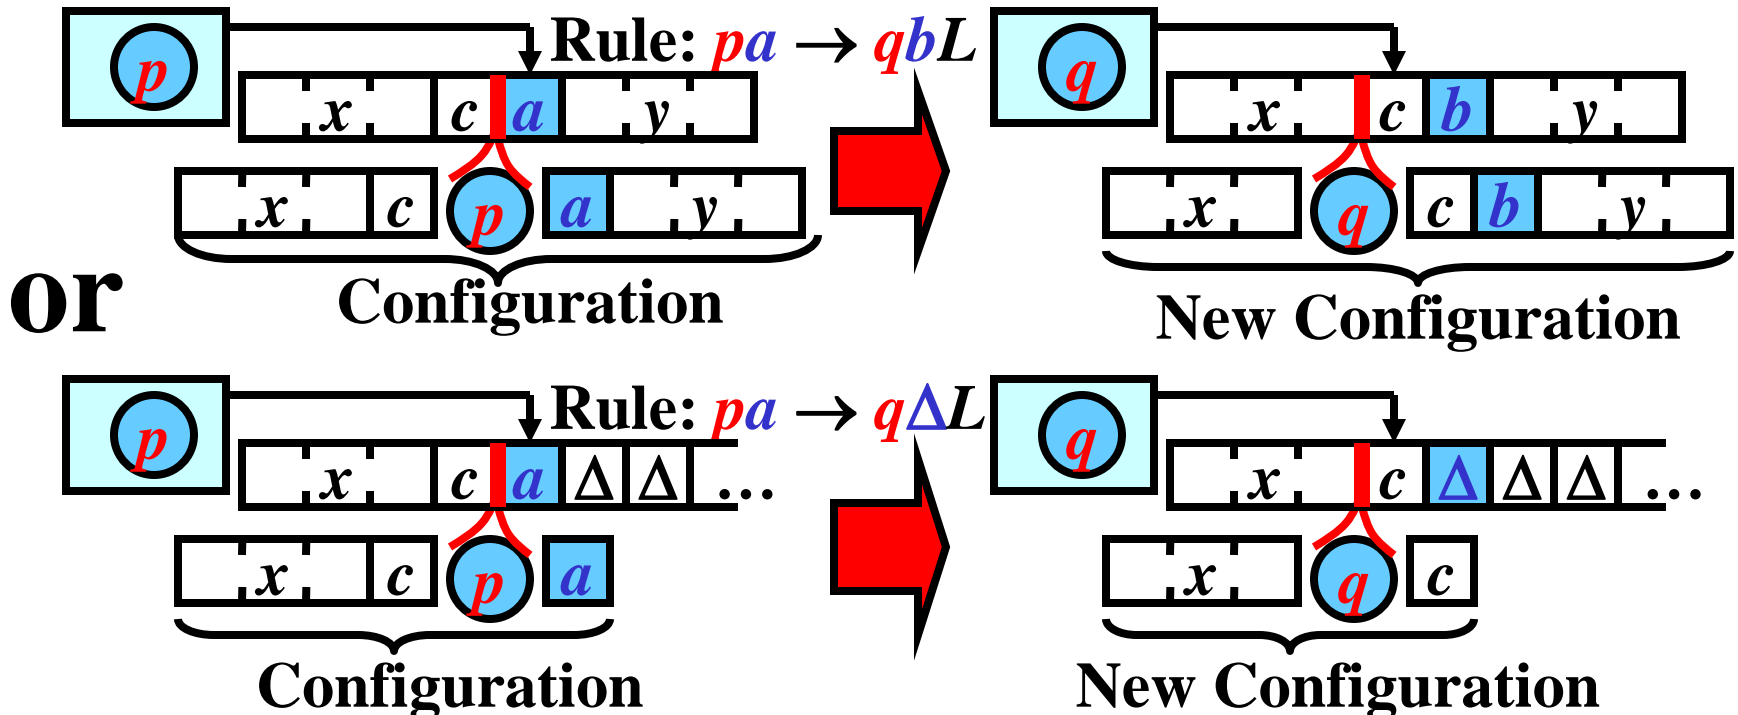 p Rule: pa → qbL q
x c a y x c b y
x c p a y x q c b y
or
Configuration New Configuration
p Rule: pa → qΔL q
x c a Δ Δ … x c Δ Δ Δ …
x c p a x q c
Configuration New Configuration